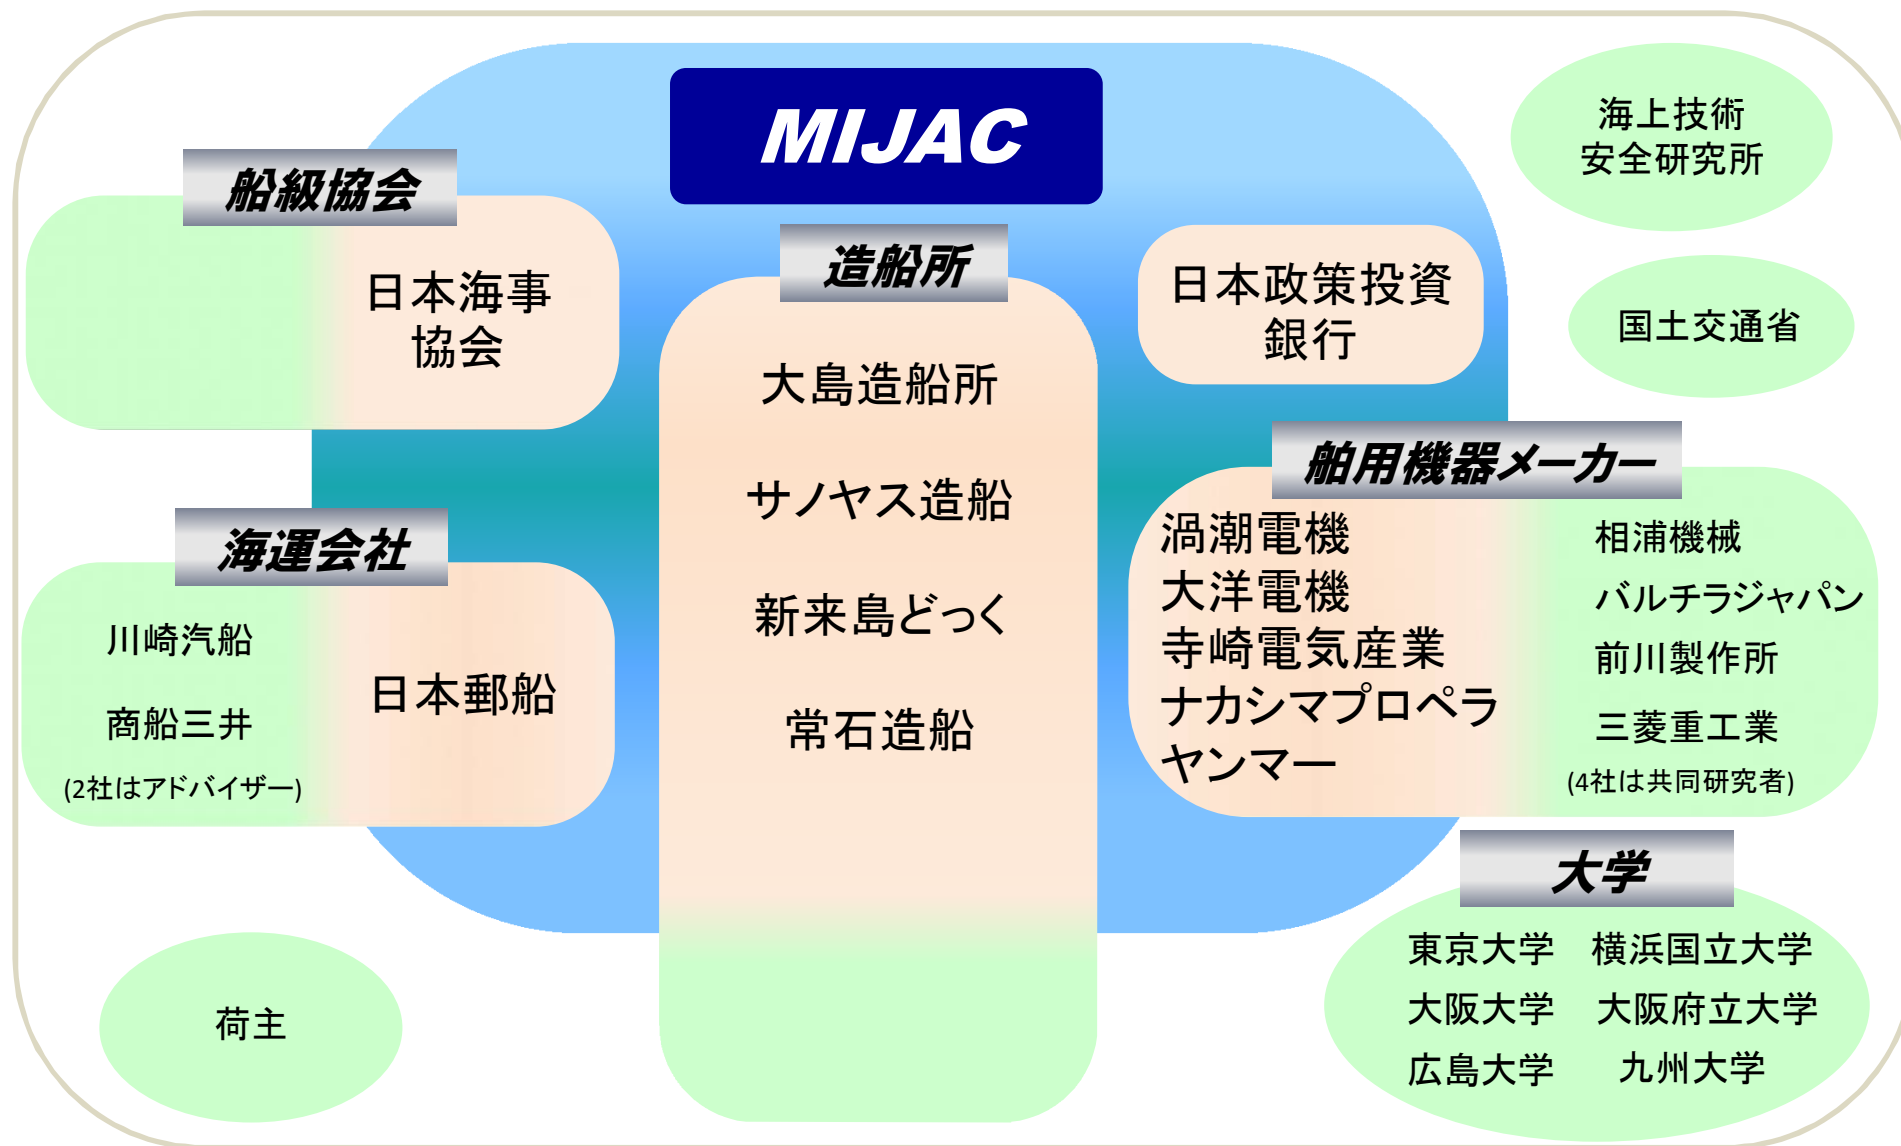 MIJAC
船級協会
日本海事
協会
海運会社
川崎汽船
商船三井
(2社はアドバイザー)
日本郵船
荷主
造船所
大島造船所
サノヤス造船
新来島どっく
常石造船
日本政策投資
銀行
海上技術
安全研究所
国土交通省
舶用機器メーカー
渦潮電機
大洋電機
寺崎電気産業
ナカシマプロペラ
ヤンマー
相浦機械
バルチラジャパン
前川製作所
三菱重工業
(4社は共同研究者)
大学
東京大学 横浜国立大学
大阪大学 大阪府立大学
広島大学 九州大学